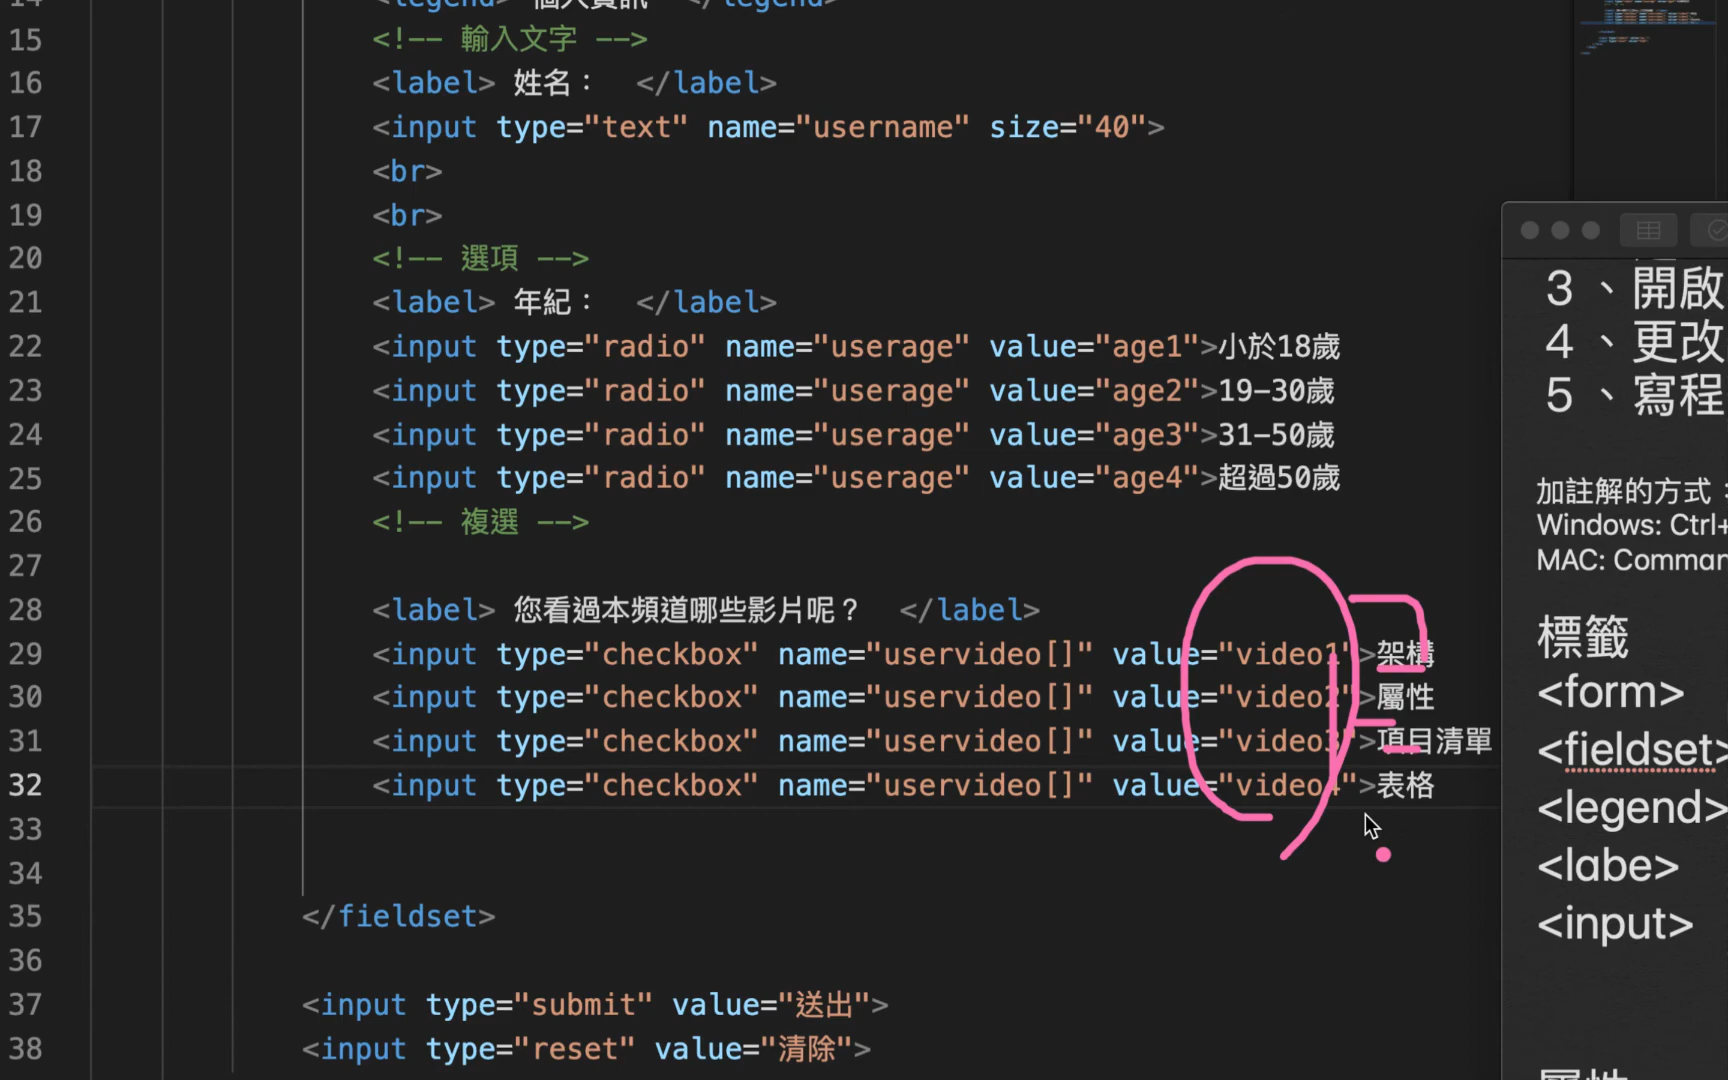 14 <legend> 個人資訊 </legend>
15 <!-- 輸入文字 -->
16 <label> 姓名： </label>
17 <input type="text" name="username" size="40">
18 <br>
19 <br>
20 <!-- 選項 -->
21 <label> 年紀： </label>
22 <input type="radio" name="userage" value="age1">小於18歲
23 <input type="radio" name="userage" value="age2">19-30歲
24 <input type="radio" name="userage" value="age3">31-50歲
25 <input type="radio" name="userage" value="age4">超過50歲
26 <!-- 複選 -->
27
28 <label> 您看過本頻道哪些影片呢？ </label>
29 <input type="checkbox" name="uservideo[]" value="video1">架構
30 <input type="checkbox" name="uservideo[]" value="video2">屬性
31 <input type="checkbox" name="uservideo[]" value="video3">項目清單
32 <input type="checkbox" name="uservideo[]" value="video4">表格
33
34
35 </fieldset>
36
37 <input type="submit" value="送出">
38 <input type="reset" value="清除">
3、開啟
4、更改
5、寫程
加註解的方式：
Windows: Ctrl+
MAC: Comman
標籤
<form>
<fieldset>
<legend>
<labe>
<input>
屬性